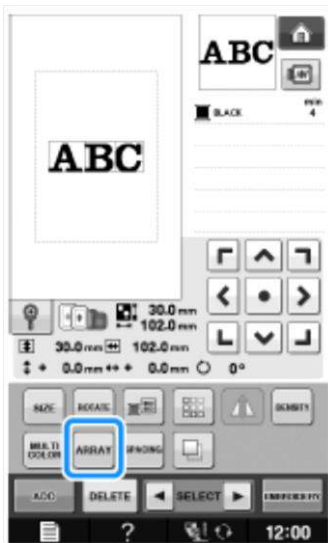 ABC
min
BLACK 4
ABC
30.0 mm
102.0 mm
30.0 mm 102.0 mm
0.0 mm 0.0 mm 0°
SIZE ROTATE DENSITY
MULTI COLOR ARRAY SPACING
ADD DELETE SELECT EMBROIDERY
? 12:00